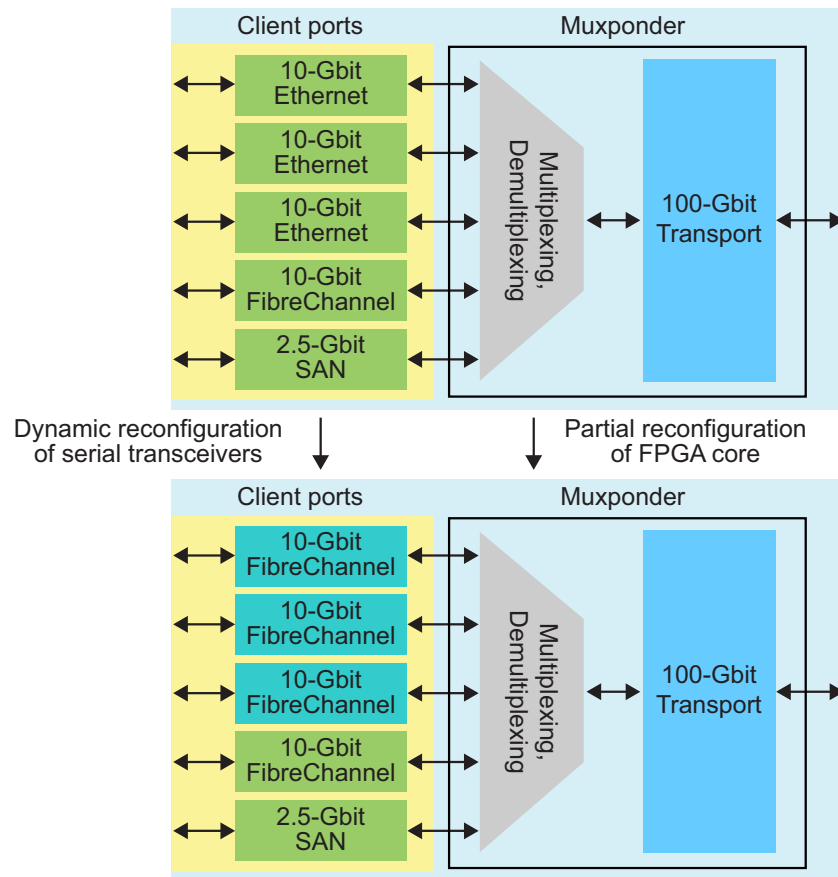 Client ports
Muxponder
10-Gbit
Ethernet
10-Gbit
Ethernet
10-Gbit
Ethernet
10-Gbit
FibreChannel
2.5-Gbit
SAN
Multiplexing,
Demultiplexing
100-Gbit
Transport
Dynamic reconfiguration
of serial transceivers
Partial reconfiguration
of FPGA core
Client ports
Muxponder
10-Gbit
FibreChannel
10-Gbit
FibreChannel
10-Gbit
FibreChannel
10-Gbit
FibreChannel
2.5-Gbit
SAN
Multiplexing,
Demultiplexing
100-Gbit
Transport